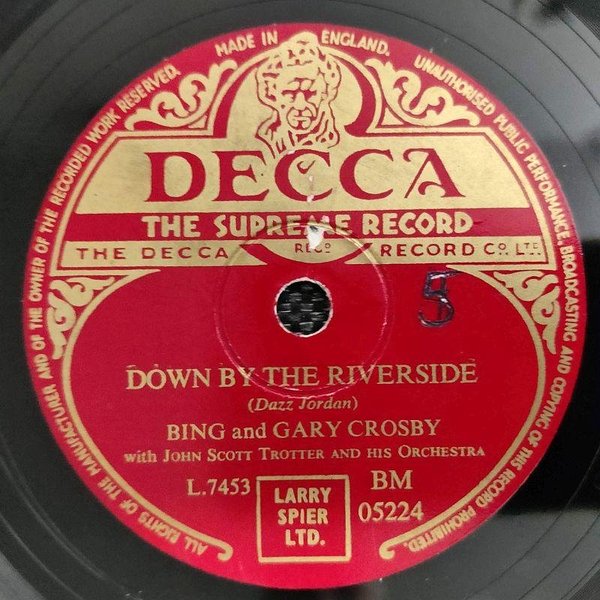 ALL RIGHTS OF THE MANUFACTURER AND OF THE OWNER OF THE RECORDED WORK RESERVED. MADE IN ENGLAND. UNAUTHORISED PUBLIC PERFORMANCE, BROADCASTING AND COPYING OF THIS RECORD PROHIBITED.
DECCA
THE SUPREME RECORD
THE DECCA REGD RECORD CO. LTD.
5
DOWN BY THE RIVERSIDE
(Dazz Jordan)
BING and GARY CROSBY
with JOHN SCOTT TROTTER AND HIS ORCHESTRA
L.7453 BM
05224
LARRY
SPIER
LTD.